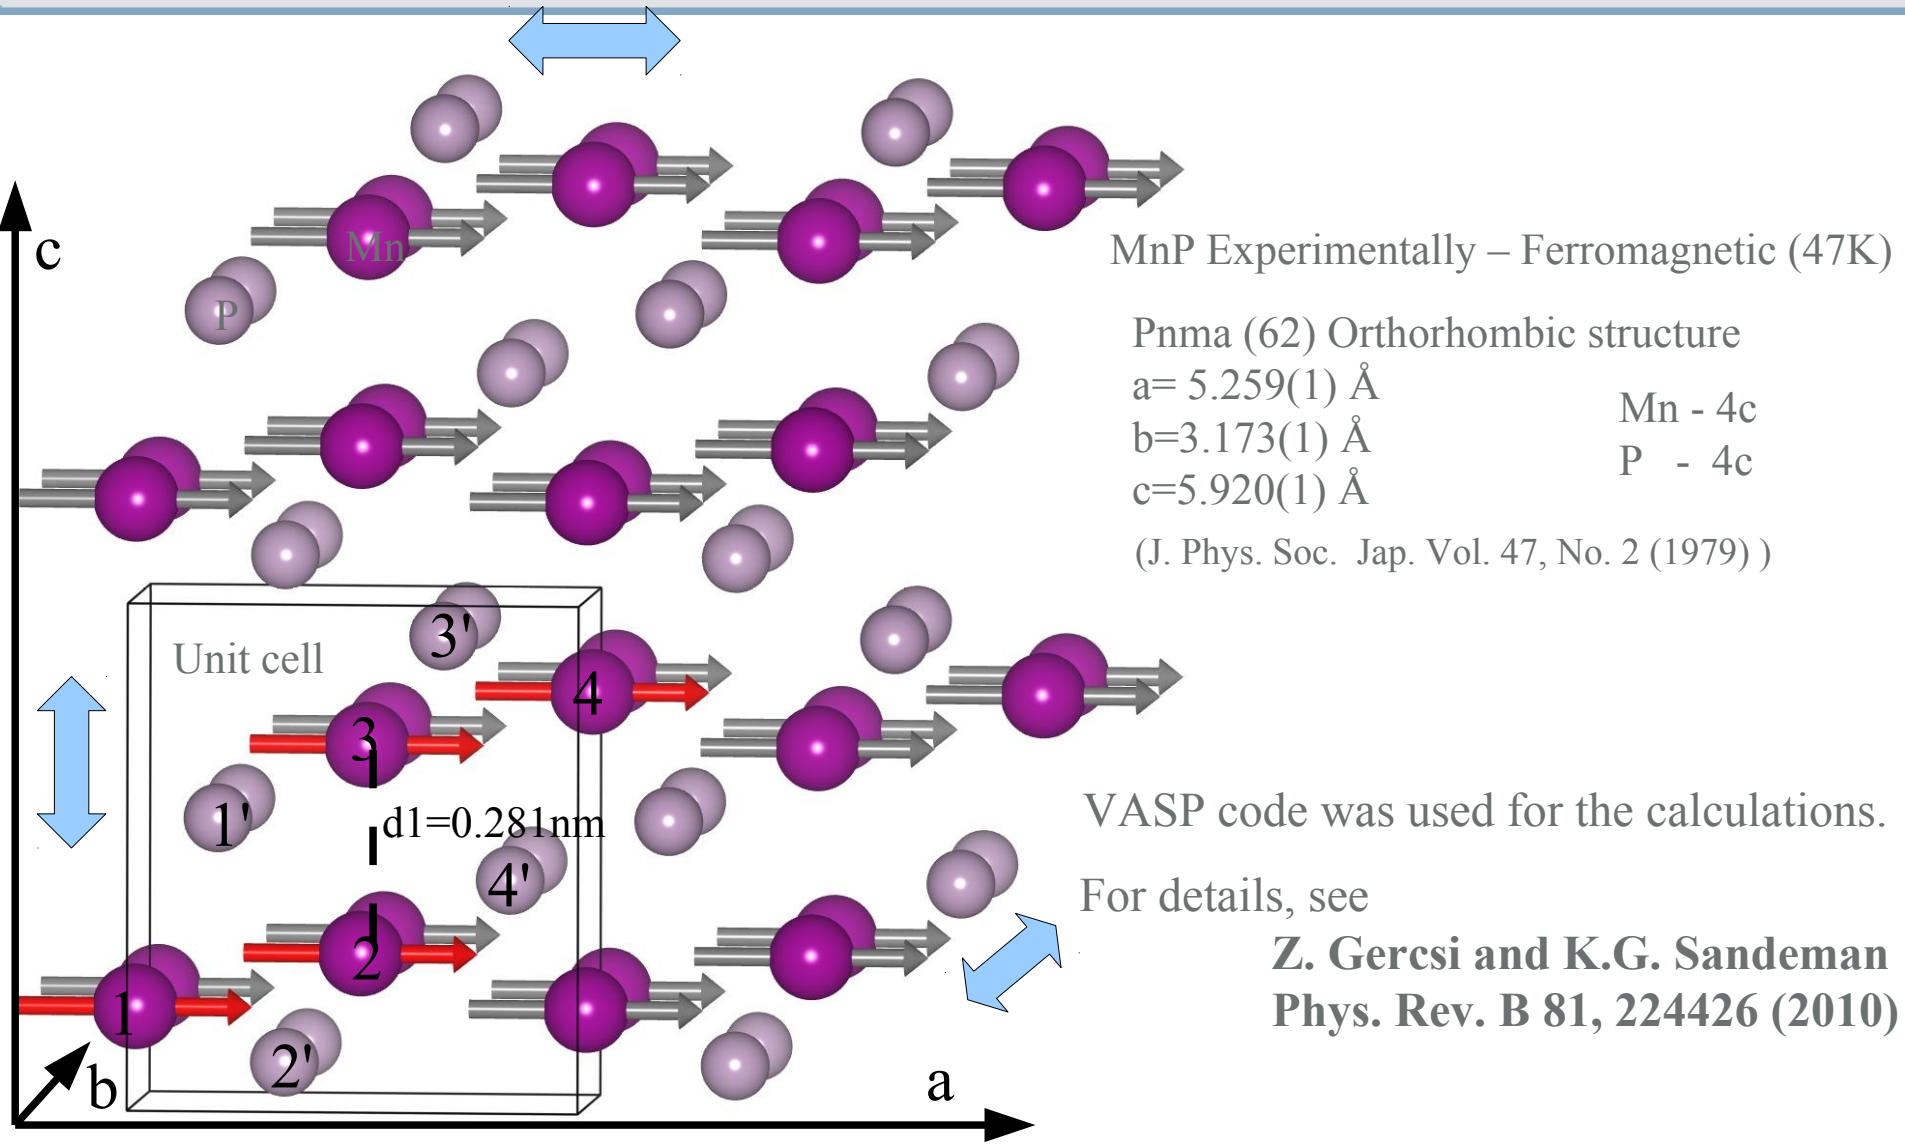 c
Mn
P
MnP Experimentally – Ferromagnetic (47K)
Pnma (62) Orthorhombic structure
a= 5.259(1) Å
b=3.173(1) Å
c=5.920(1) Å
Mn - 4c
P - 4c
(J. Phys. Soc. Jap. Vol. 47, No. 2 (1979) )
Unit cell
3'
4
3
1'
d1=0.281nm
4'
2
1
2'
b
a
VASP code was used for the calculations.
For details, see
Z. Gercsi and K.G. Sandeman
Phys. Rev. B 81, 224426 (2010)